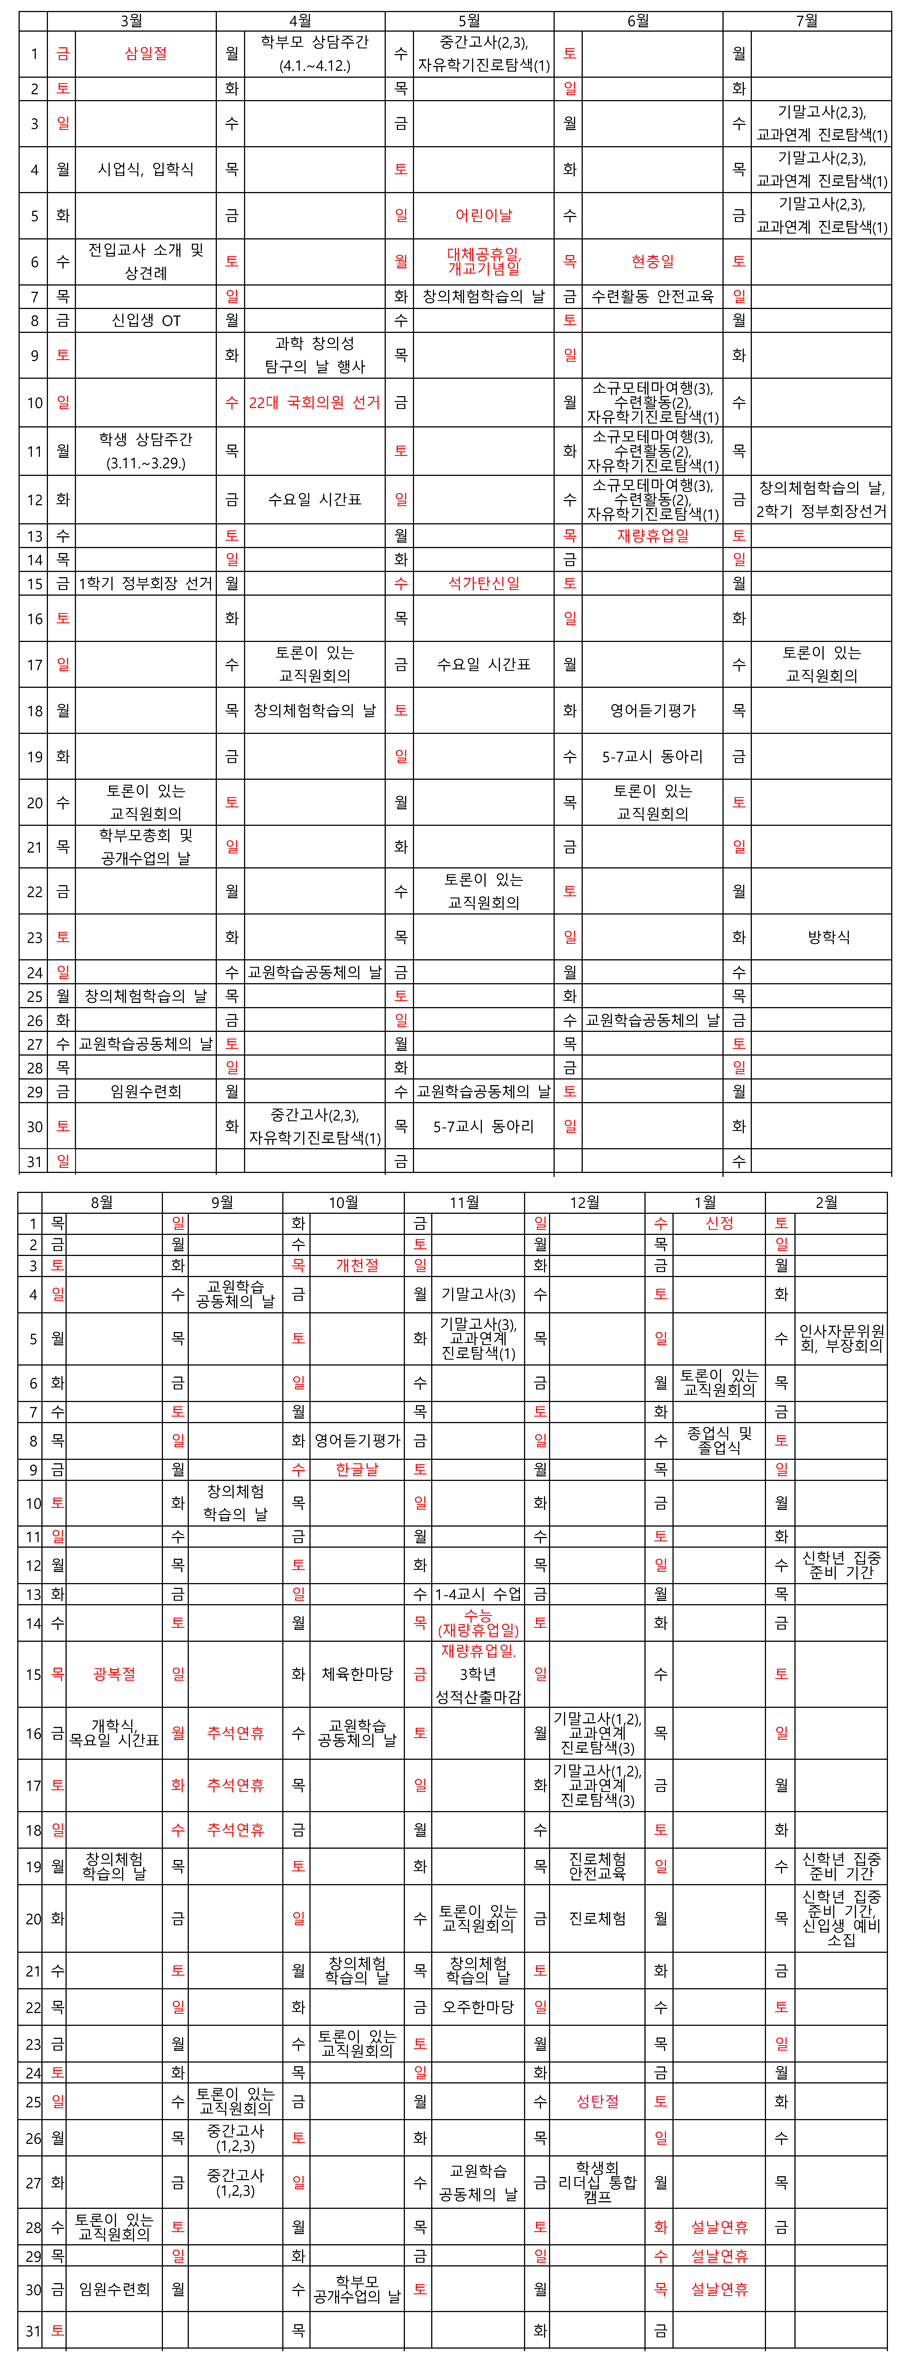 3월 4월 5월 6월 7월
1 금 삼일절 월 학부모 상담주간 수 중간고사(2,3), 토 월
(4.1.~4.12.) 자유학기진로탐색(1)
2 토 화 목 일 화
3 일 수 금 월 수 기말고사(2,3),
교과연계 진로탐색(1)
4 월 시업식, 입학식 목 토 화 목 기말고사(2,3),
교과연계 진로탐색(1)
5 화 금 일 어린이날 수 금 기말고사(2,3),
교과연계 진로탐색(1)
6 수 전입교사 소개 및 토 월 대체공휴일, 목 현충일 토
상견례 개교기념일
7 목 일 화 창의체험학습의 날 금 수련활동 안전교육 일
8 금 신입생 OT 월 수 토 월
9 토 화 과학 창의성 목 일 화
탐구의 날 행사
10 일 수 22대 국회의원 선거 금 월 소규모테마여행(3), 수
수련활동(2),
자유학기진로탐색(1)
11 월 학생 상담주간 목 토 화 소규모테마여행(3), 목
(3.11.~3.29.) 수련활동(2),
자유학기진로탐색(1)
12 화 금 수요일 시간표 일 수 소규모테마여행(3), 금 창의체험학습의 날,
수련활동(2), 2학기 정부회장선거
자유학기진로탐색(1)
13 수 토 월 목 재량휴업일 토
14 목 일 화 금 일
15 금 1학기 정부회장 선거 월 수 석가탄신일 토 월
16 토 화 목 일 화
17 일 수 토론이 있는 금 수요일 시간표 월 수 토론이 있는
교직원회의 교직원회의
18 월 목 창의체험학습의 날 토 화 영어듣기평가 목
19 화 금 일 수 5-7교시 동아리 금
20 수 토론이 있는 토 월 목 토론이 있는 토
교직원회의 교직원회의
21 목 학부모총회 및 일 화 금 일
공개수업의 날
22 금 월 수 토론이 있는 토 월
교직원회의
23 토 화 목 일 화 방학식
24 일 수 교원학습공동체의 날 금 월 수
25 월 창의체험학습의 날 목 토 화 목
26 화 금 일 수 교원학습공동체의 날 금
27 수 교원학습공동체의 날 토 월 목 토
28 목 일 화 금 일
29 금 임원수련회 월 수 교원학습공동체의 날 토 월
30 토 화 중간고사(2,3), 목 5-7교시 동아리 일 화
자유학기진로탐색(1)
31 일 금 수
8월 9월 10월 11월 12월 1월 2월
1 목 일 화 금 일 수 신정 토
2 금 월 수 토 월 목 일
3 토 화 목 개천절 일 화 금 월
4 일 수 교원학습 금 월 기말고사(3) 수 토 화
공동체의 날
5 월 목 토 화 기말고사(3), 목 일 수 인사자문위원
교과연계 회, 부장회의
진로탐색(1)
6 화 금 일 수 금 월 토론이 있는 목
교직원회의
7 수 토 월 목 토 화 금
8 목 일 화 영어듣기평가 금 일 수 종업식 및 토
졸업식
9 금 월 수 한글날 토 월 목 일
10 토 화 창의체험 목 일 화 금 월
학습의 날
11 일 수 금 월 수 토 화
12 월 목 토 화 목 일 수 신학년 집중
준비 기간
13 화 금 일 수 1-4교시 수업 금 월 목
14 수 토 월 목 수능 토 화 금
(재량휴업일)
15 목 광복절 일 화 체육한마당 금 재량휴업일. 일 수 토
3학년
성적산출마감
16 금 개학식, 월 추석연휴 수 교원학습 토 월 기말고사(1,2), 목 일
목요일 시간표 공동체의 날 교과연계
진로탐색(3)
17 토 화 추석연휴 목 일 화 기말고사(1,2), 금 월
교과연계
진로탐색(3)
18 일 수 추석연휴 금 월 수 토 화
19 월 창의체험 목 토 화 목 진로체험 일 수 신학년 집중
학습의 날 안전교육 준비 기간
20 화 금 일 수 토론이 있는 금 진로체험 월 목 신학년 집중
교직원회의 준비 기간,
신입생 예비
소집
21 수 토 월 창의체험 목 창의체험 토 화 금
학습의 날 학습의 날
22 목 일 화 금 오주한마당 일 수 토
23 금 월 수 토론이 있는 토 월 목 일
교직원회의
24 토 화 목 일 화 금 월
25 일 수 토론이 있는 금 월 수 성탄절 토 화
교직원회의
26 월 목 중간고사 토 화 목 일 수
(1,2,3)
27 화 금 중간고사 일 수 교원학습 금 학생회 월 목
(1,2,3) 공동체의 날 리더십 통합
캠프
28 수 토론이 있는 토 월 목 토 화 설날연휴 금
교직원회의
29 목 일 화 금 일 수 설날연휴
30 금 임원수련회 월 수 학부모 토 월 목 설날연휴
공개수업의 날
31 토 목 화 금